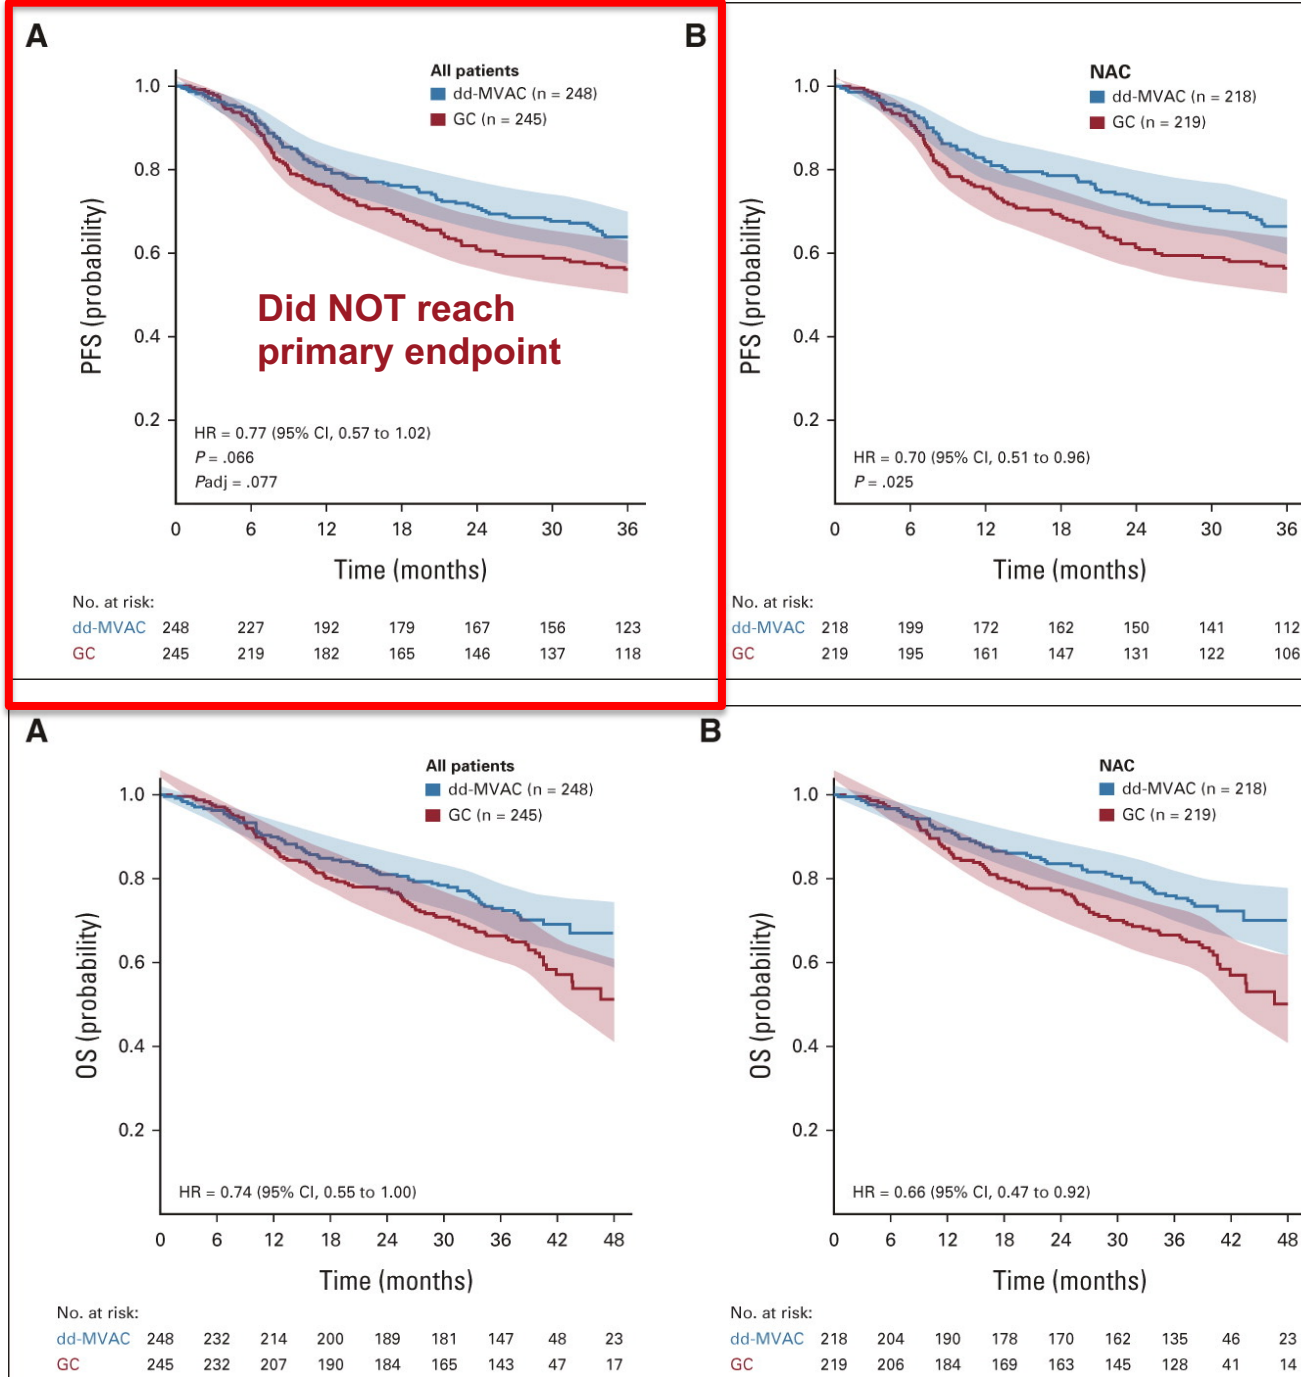 A
All patients
dd-MVAC (n = 248)
GC (n = 245)
1.0
0.8
0.6
0.4
0.2
PFS (probability)
Did NOT reach
primary endpoint
HR = 0.77 (95% CI, 0.57 to 1.02)
P = .066
Padj = .077
0 6 12 18 24 30 36
Time (months)
No. at risk:
dd-MVAC 248 227 192 179 167 156 123
GC 245 219 182 165 146 137 118
B
NAC
dd-MVAC (n = 218)
GC (n = 219)
1.0
0.8
0.6
0.4
0.2
PFS (probability)
HR = 0.70 (95% CI, 0.51 to 0.96)
P = .025
0 6 12 18 24 30 36
Time (months)
No. at risk:
dd-MVAC 218 199 172 162 150 141 112
GC 219 195 161 147 131 122 106
A
All patients
dd-MVAC (n = 248)
GC (n = 245)
1.0
0.8
0.6
0.4
0.2
OS (probability)
HR = 0.74 (95% CI, 0.55 to 1.00)
0 6 12 18 24 30 36 42 48
Time (months)
No. at risk:
dd-MVAC 248 232 214 200 189 181 147 48 23
GC 245 232 207 190 184 165 143 47 17
B
NAC
dd-MVAC (n = 218)
GC (n = 219)
1.0
0.8
0.6
0.4
0.2
OS (probability)
HR = 0.66 (95% CI, 0.47 to 0.92)
0 6 12 18 24 30 36 42 48
Time (months)
No. at risk:
dd-MVAC 218 204 190 178 170 162 135 46 23
GC 219 206 184 169 163 145 128 41 14